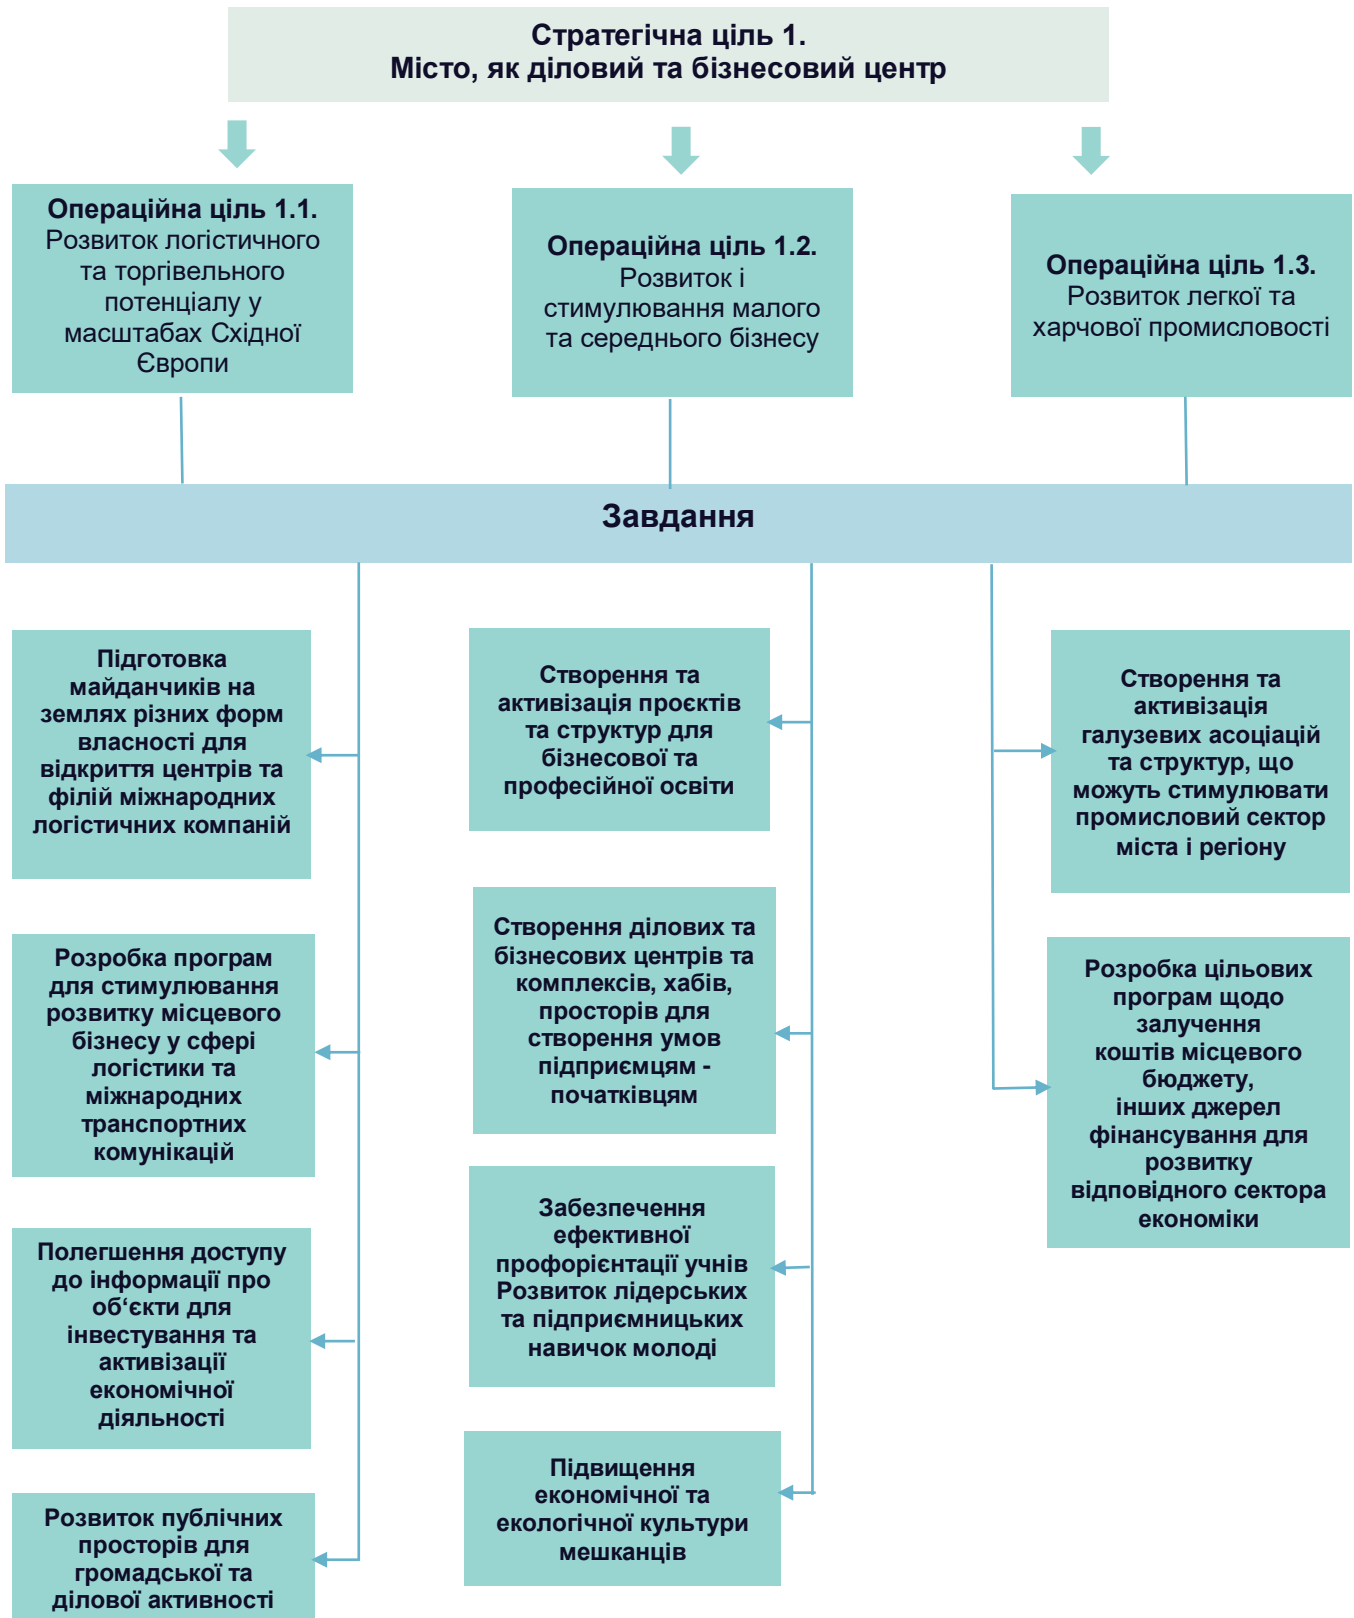 Стратегічна ціль 1.
Місто, як діловий та бізнесовий центр
Операційна ціль 1.1.
Розвиток логістичного
та торгівельного
потенціалу у
масштабах Східної
Європи
Операційна ціль 1.2.
Розвиток і
стимулювання малого
та середнього бізнесу
Операційна ціль 1.3.
Розвиток легкої та
харчової промисловості
Завдання
Підготовка
майданчиків на
землях різних форм
власності для
відкриття центрів та
філій міжнародних
логістичних компаній
Розробка програм
для стимулювання
розвитку місцевого
бізнесу у сфері
логістики та
міжнародних
транспортних
комунікацій
Полегшення доступу
до інформації про
об‘єкти для
інвестування та
активізації
економічної
діяльності
Розвиток публічних
просторів для
громадської та
ділової активності
Створення та
активізація проєктів
та структур для
бізнесової та
професійної освіти
Створення ділових та
бізнесових центрів та
комплексів, хабів,
просторів для
створення умов
підприємцям -
початківцям
Забезпечення
ефективної
профорієнтації учнів
Розвиток лідерських
та підприємницьких
навичок молоді
Підвищення
економічної та
екологічної культури
мешканців
Створення та
активізація
галузевих асоціацій
та структур, що
можуть стимулювати
промисловий сектор
міста і регіону
Розробка цільових
програм щодо
залучення
коштів місцевого
бюджету,
інших джерел
фінансування для
розвитку
відповідного сектора
економіки